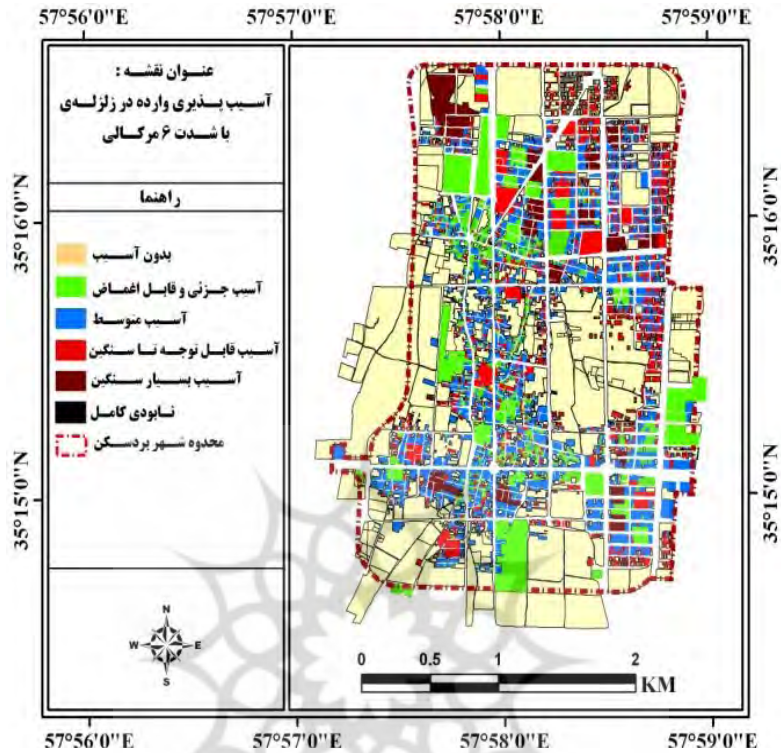 57°56'0"E 57°57'0"E 57°58'0"E 57°59'0"E
عنوان نقشه :
آسیب پذیری وارده در زلزله‌ی
با شدت ۶ مرکالی
راهنما
بدون آسیب
آسیب جزئی و قابل اغماض
آسیب متوسط
آسیب قابل توجه تا سنگین
آسیب بسیار سنگین
نابودی کامل
محدوه شهر بردسکن
35°16'0"N 35°16'0"N
35°15'0"N 35°15'0"N
N
W E
S
0 0.5 1 2
KM
57°56'0"E 57°57'0"E 57°58'0"E 57°59'0"E